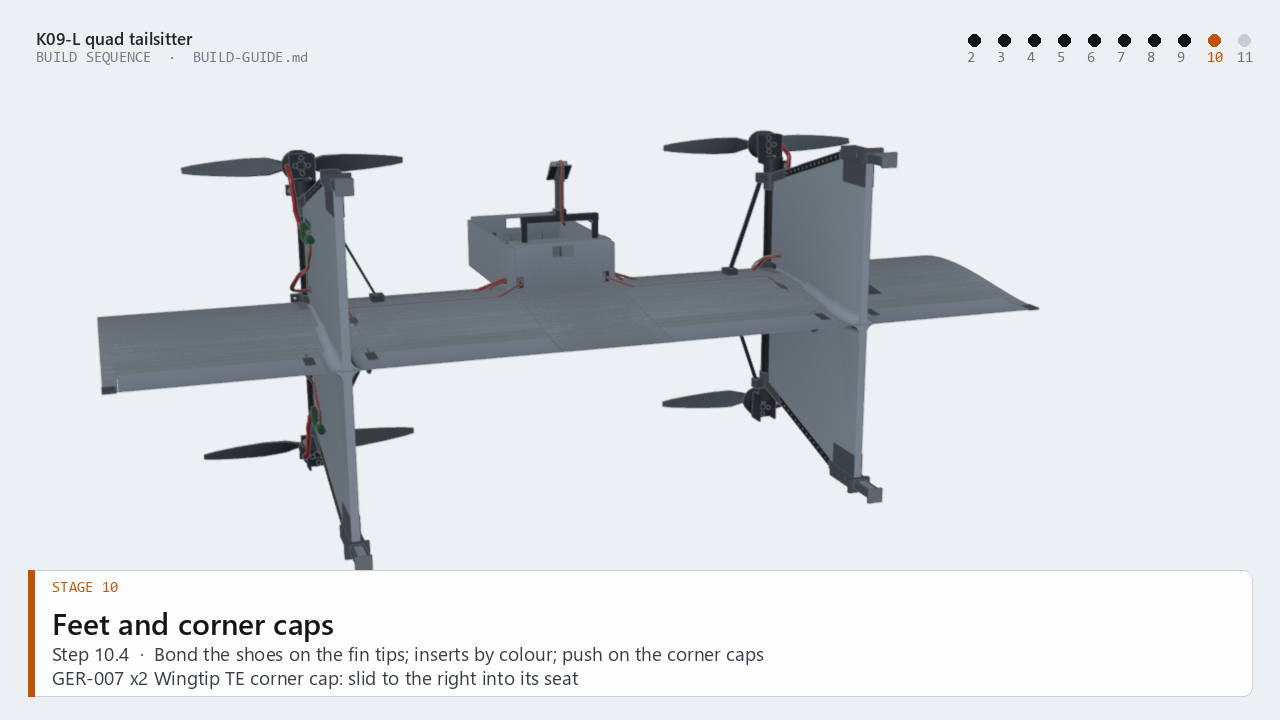 K09-L quad tailsitter
BUILD SEQUENCE · BUILD-GUIDE.md
2 3 4 5 6 7 8 9 10 11
STAGE 10
Feet and corner caps
Step 10.4 · Bond the shoes on the fin tips; inserts by colour; push on the corner caps
GER-007 x2 Wingtip TE corner cap: slid to the right into its seat